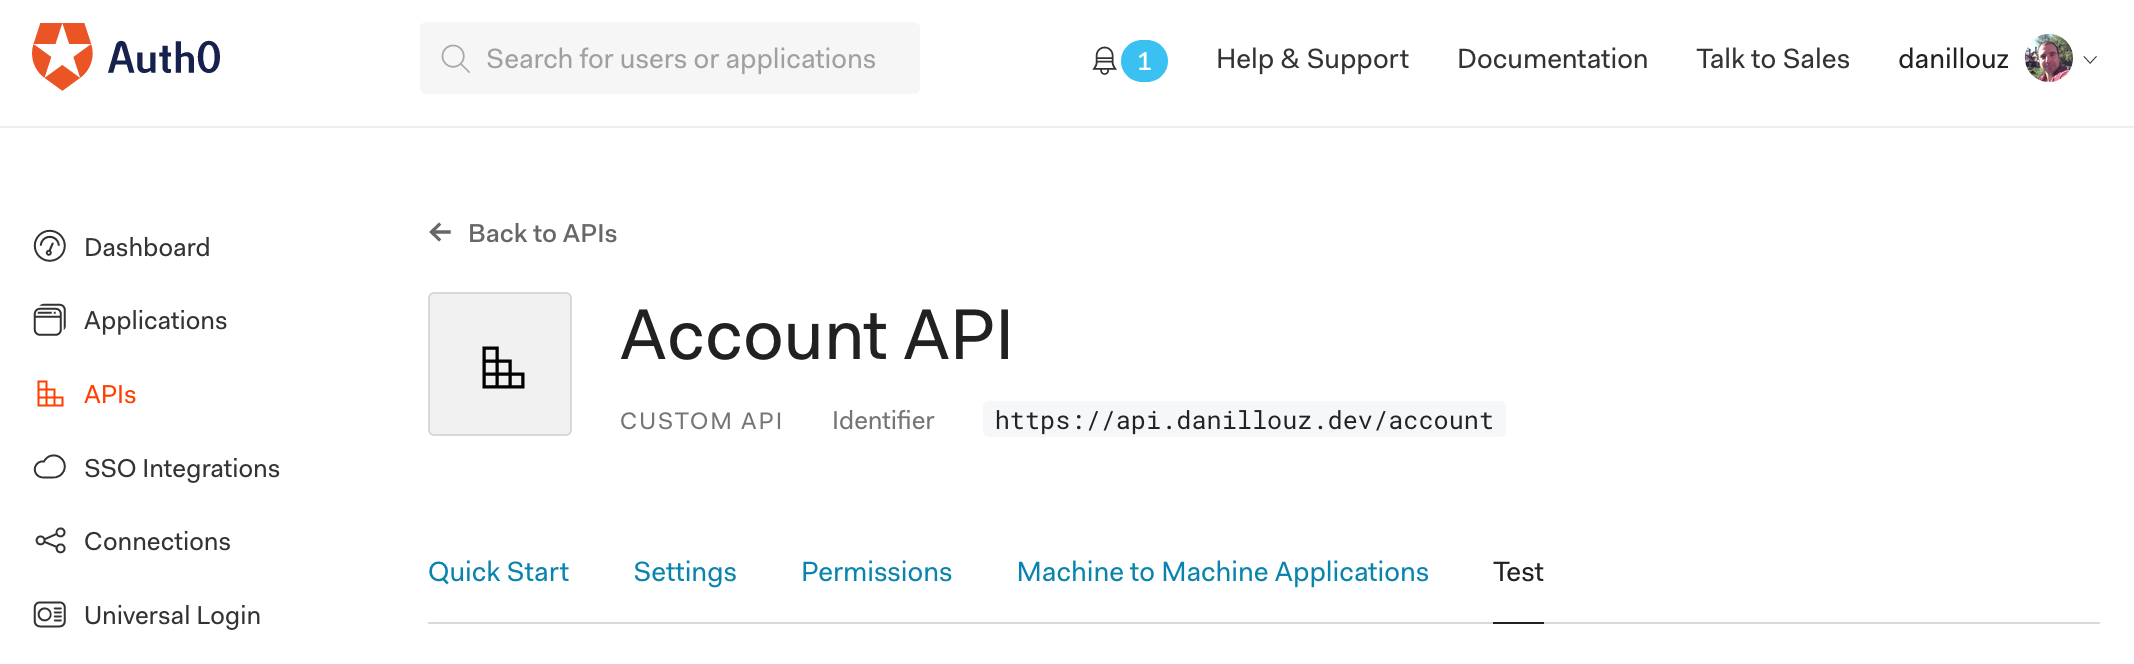 Auth0
Search for users or applications
1
Help & Support
Documentation
Talk to Sales
danillouz
Dashboard
Applications
APIs
SSO Integrations
Connections
Universal Login
Back to APIs
Account API
CUSTOM API Identifier https://api.danillouz.dev/account
Quick Start Settings Permissions Machine to Machine Applications Test